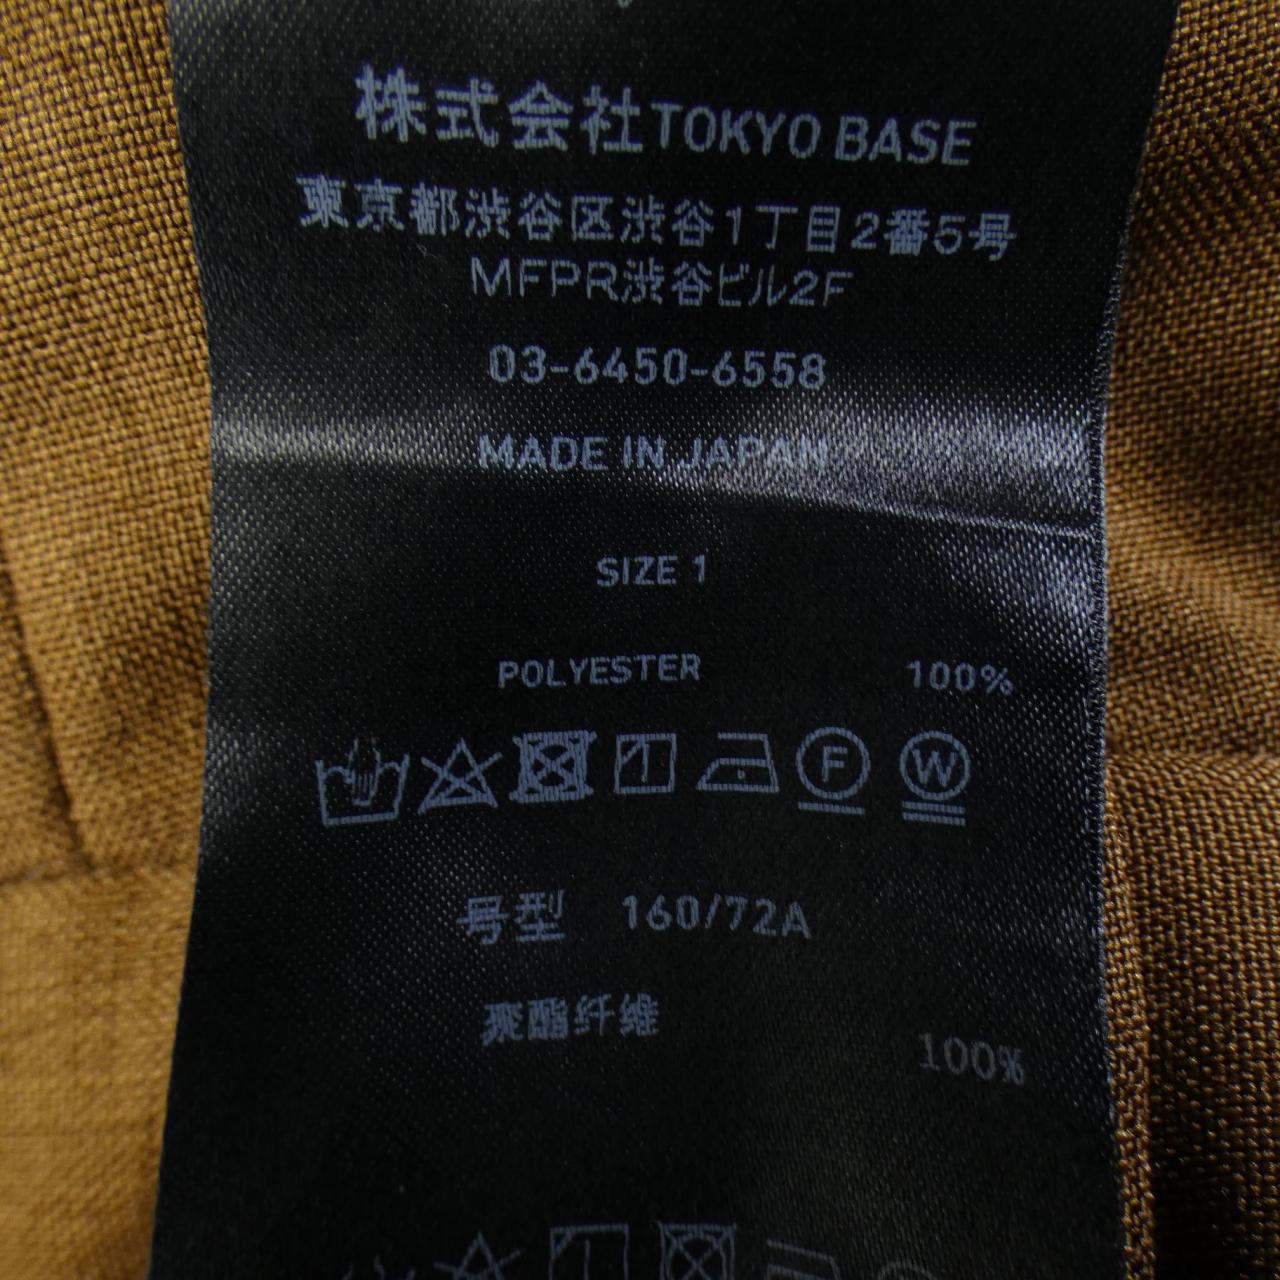 株式会社TOKYO BASE
東京都渋谷区渋谷1丁目2番5号
MFPR渋谷ビル2F
03-6450-6558
MADE IN JAPAN
SIZE 1
POLYESTER 100%
F W
号型 160/72A
聚酯纤维 100%